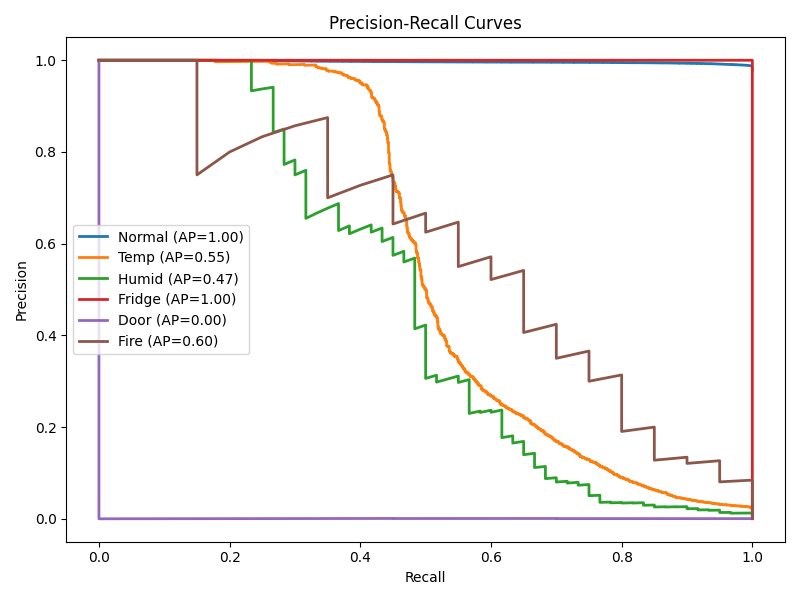 Precision-Recall Curves
Precision
1.0
0.8
0.6
0.4
0.2
0.0
Normal (AP=1.00)
Temp (AP=0.55)
Humid (AP=0.47)
Fridge (AP=1.00)
Door (AP=0.00)
Fire (AP=0.60)
0.0 0.2 0.4 0.6 0.8 1.0
Recall